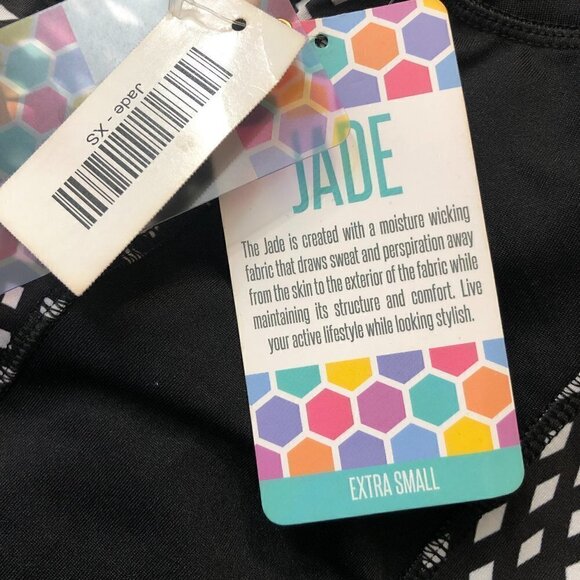 Jade - XS
JADE
The Jade is created with a moisture wicking
fabric that draws sweat and perspiration away
from the skin to the exterior of the fabric while
maintaining its structure and comfort. Live
your active lifestyle while looking stylish.
EXTRA SMALL